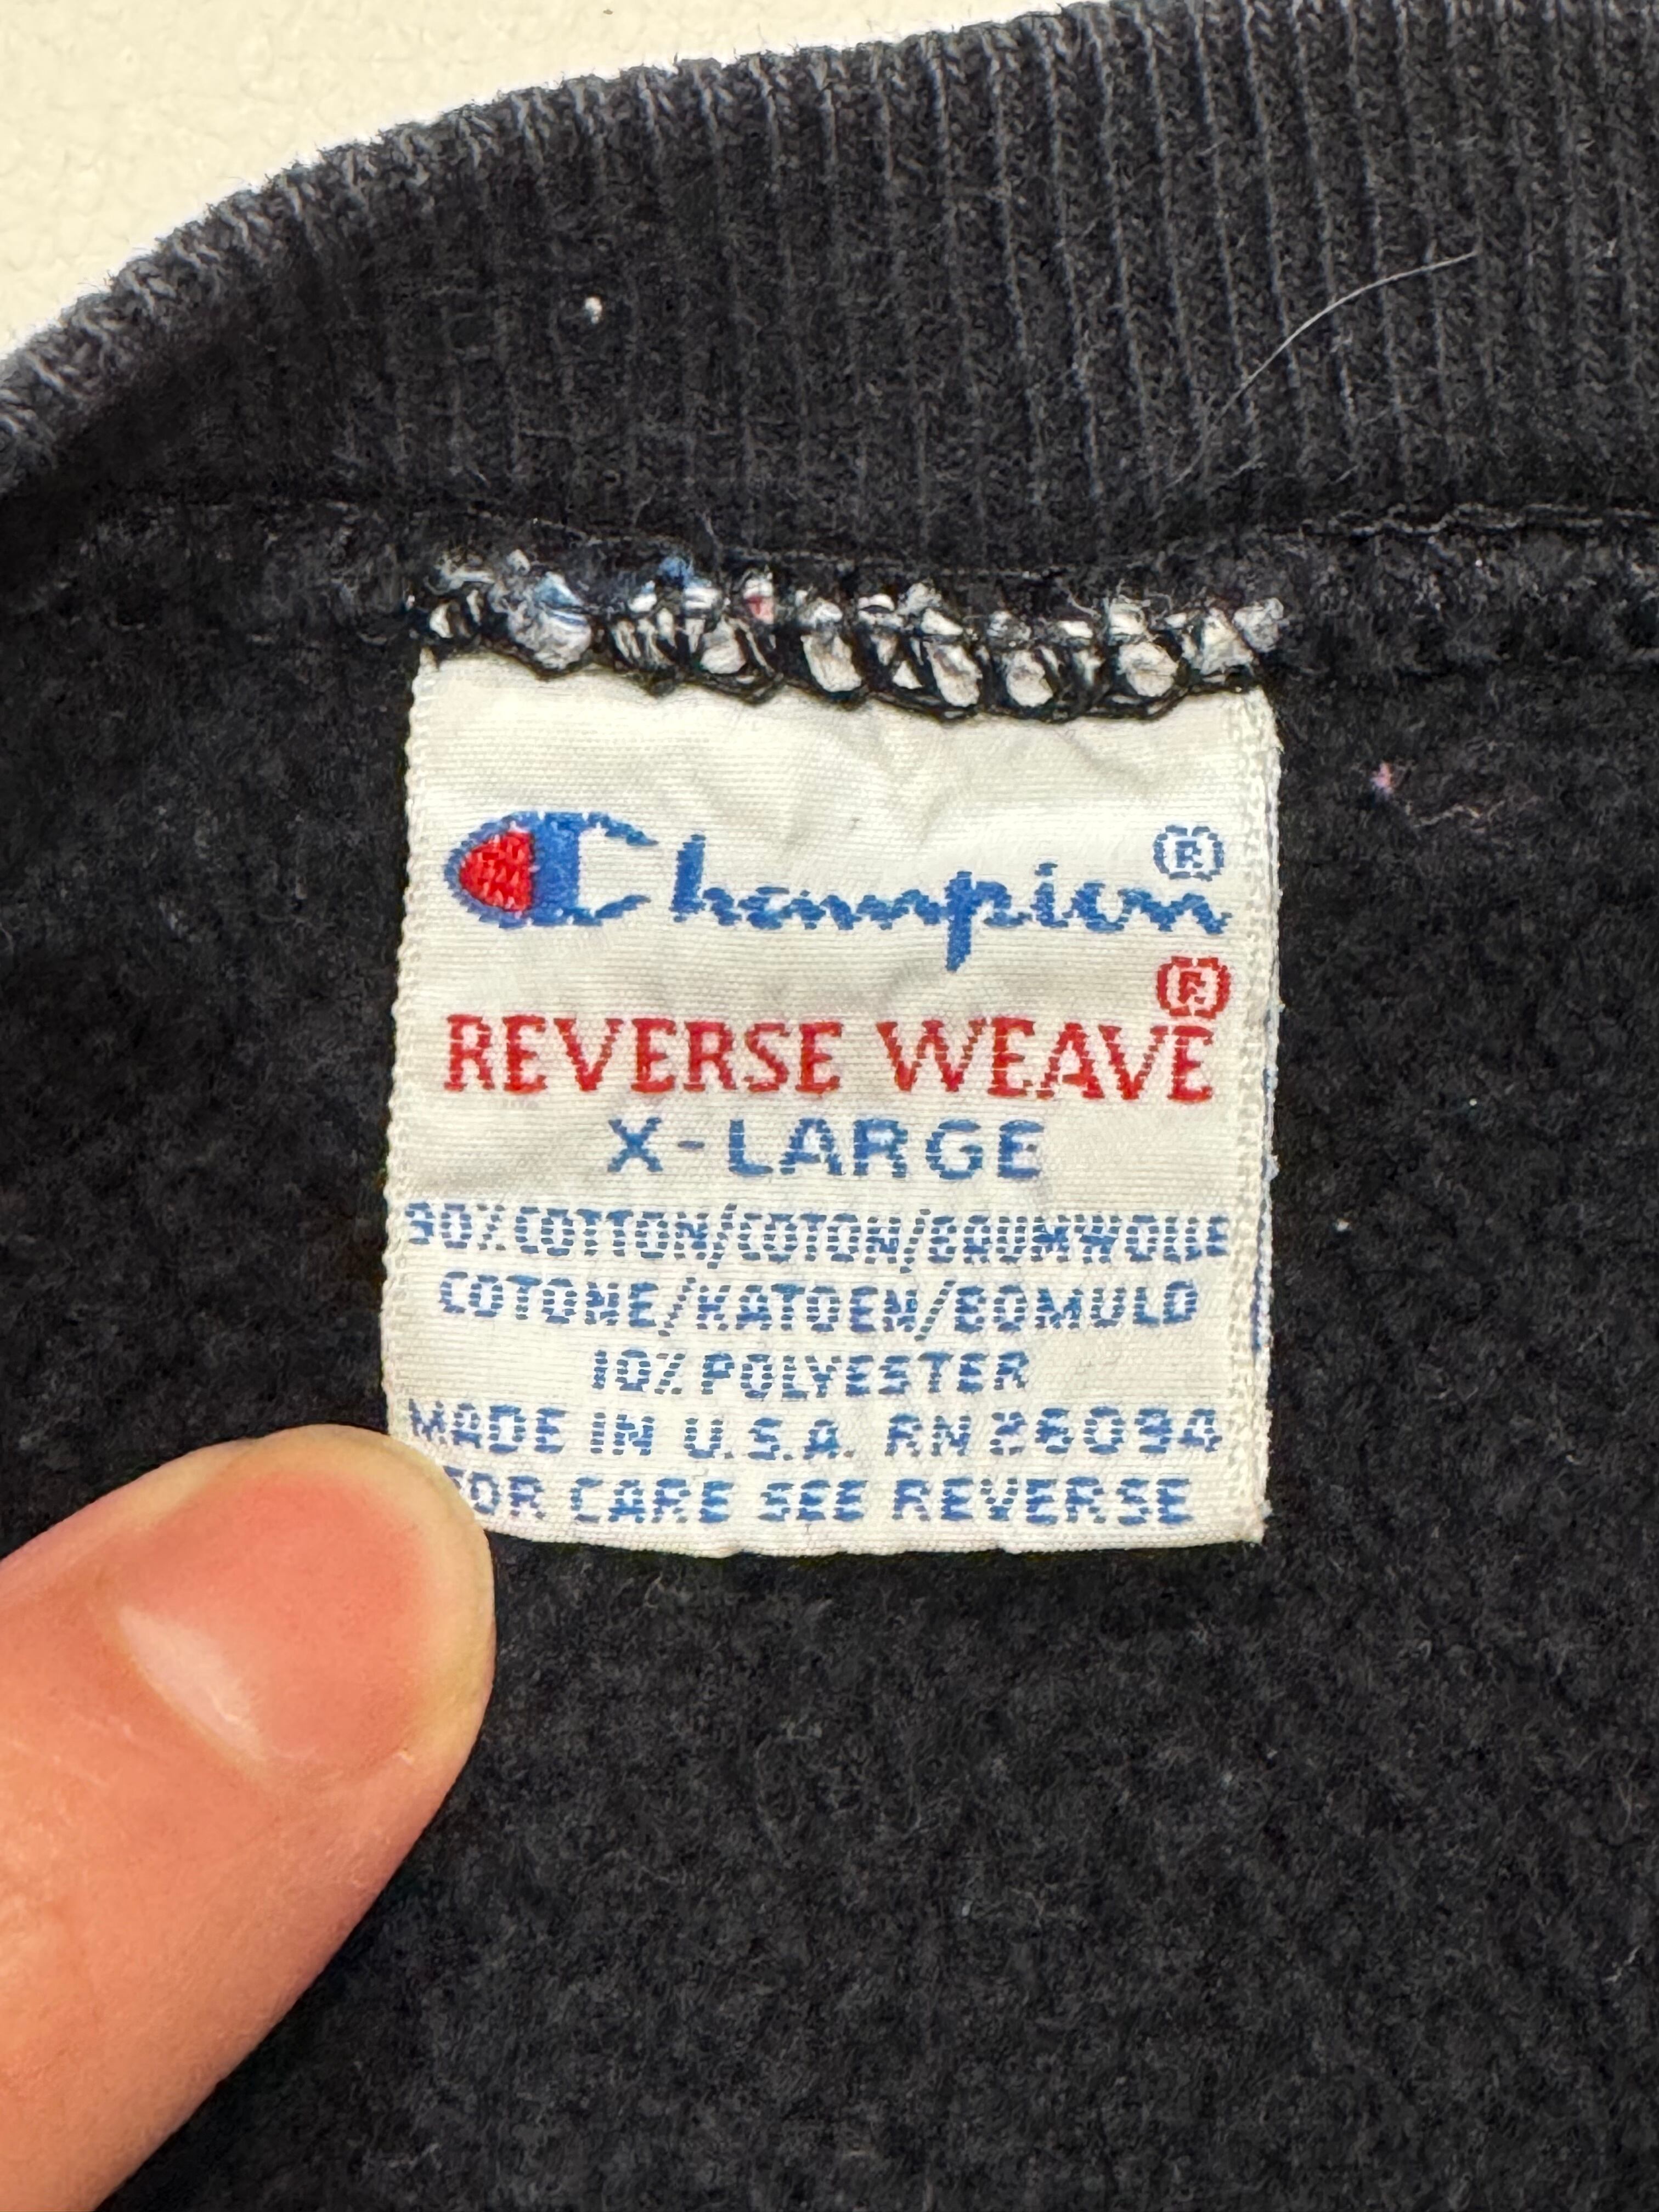 Champion®
REVERSE WEAVE®
X-LARGE
90% COTTON/COTON/BAUMWOLLE
COTONE/KATOEN/BOMULD
10% POLYESTER
MADE IN U.S.A. RN 26094
FOR CARE SEE REVERSE